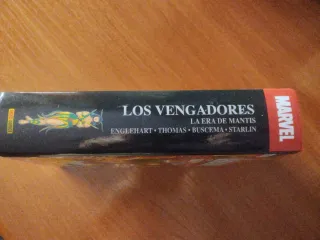 LOS VENGADORES
LA ERA DE MANTIS
ENGLEHART • THOMAS • BUSCEMA • STARLIN
MARVEL